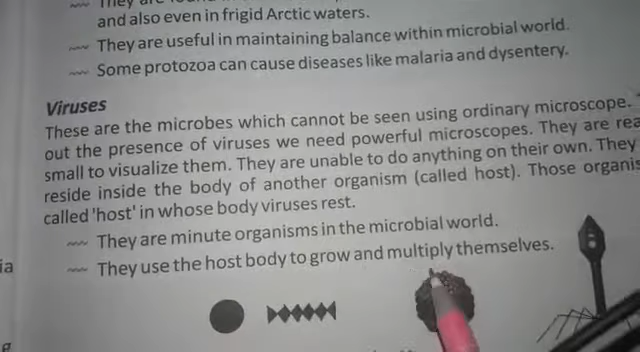 They are found
and also even in frigid Arctic waters.
They are useful in maintaining balance within microbial world.
Some protozoa can cause diseases like malaria and dysentery.
Viruses
These are the microbes which cannot be seen using ordinary microscope.
out the presence of viruses we need powerful microscopes. They are rea
small to visualize them. They are unable to do anything on their own. They
reside inside the body of another organism (called host). Those organis
called 'host' in whose body viruses rest.
They are minute organisms in the microbial world.
ia
They use the host body to grow and multiply themselves.